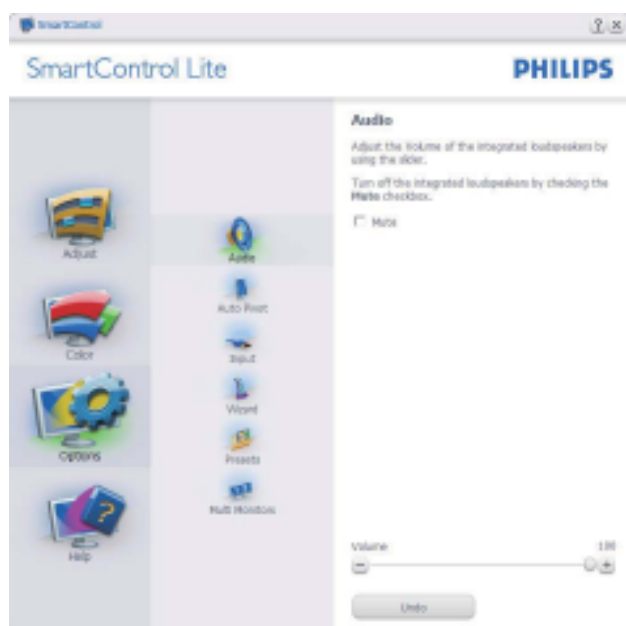 SmartControl
SmartControl Lite
PHILIPS
Adjust
Color
Options
Help
Audio
Auto Pivot
Input
Wizard
Presets
Multi Monitors
Audio
Adjust the Volume of the integrated loudspeakers by
using the slider.
Turn off the integrated loudspeakers by checking the
Mute checkbox.
Mute
Volume 100
Undo